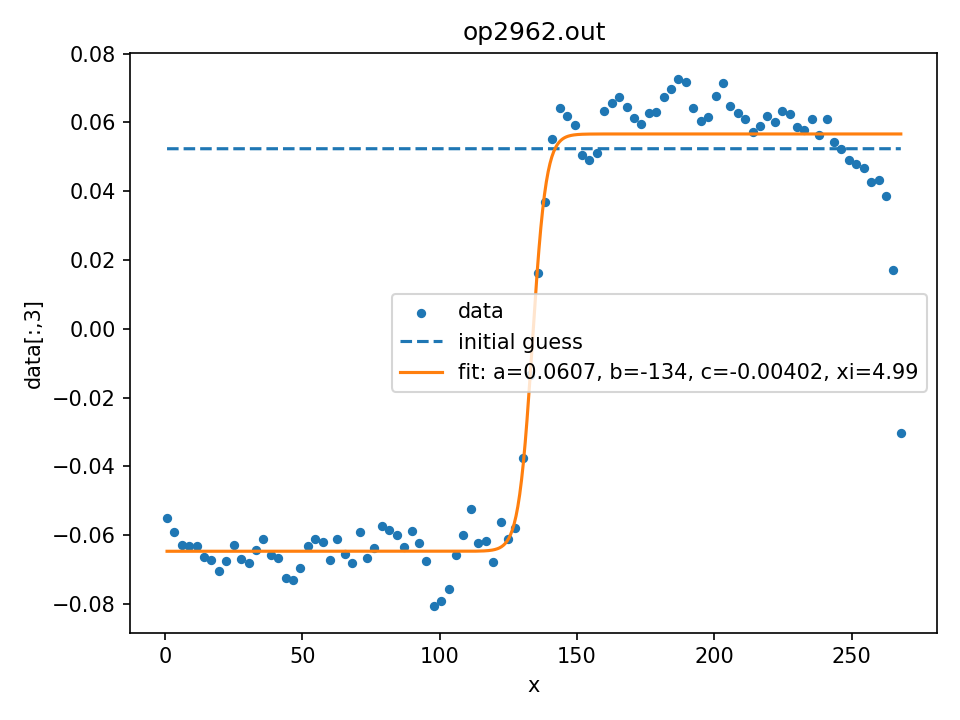 op2962.out
0.08
0.06
0.04
0.02
0.00
−0.02
−0.04
−0.06
−0.08
data[:,3]
data
initial guess
fit: a=0.0607, b=-134, c=-0.00402, xi=4.99
0 50 100 150 200 250
x